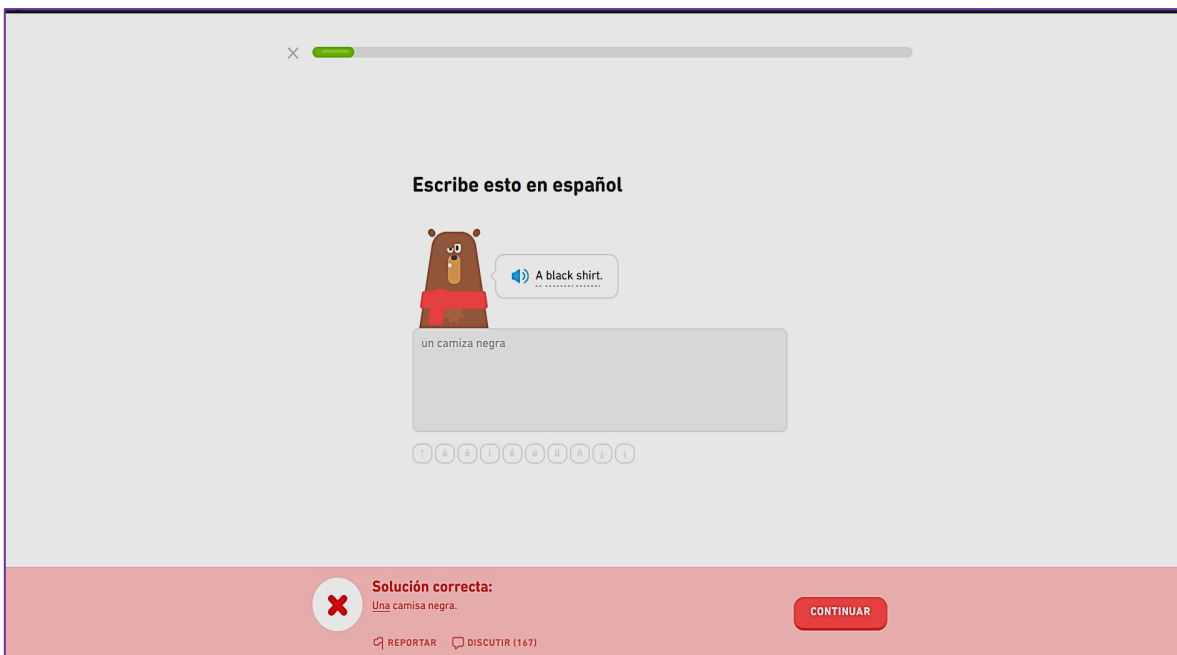 Escribe esto en español
A black shirt.
un camiza negra
Solución correcta:
Una camisa negra.
CONTINUAR
REPORTAR DISCUTIR (167)